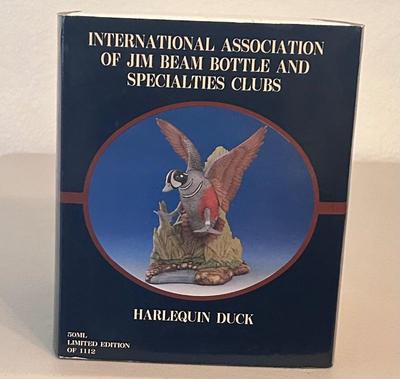 INTERNATIONAL ASSOCIATION
OF JIM BEAM BOTTLE AND
SPECIALTIES CLUBS
HARLEQUIN DUCK
50ML
LIMITED EDITION
OF 1112